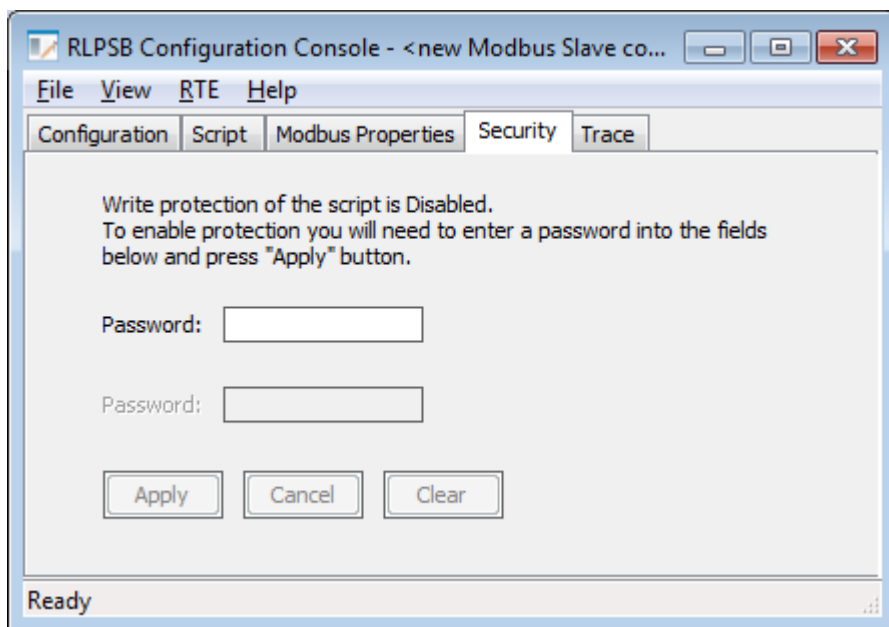 RLPSB Configuration Console - <new Modbus Slave co...
File View RTE Help
Configuration Script Modbus Properties Security Trace
Write protection of the script is Disabled.
To enable protection you will need to enter a password into the fields
below and press "Apply" button.
Password:
Password:
Apply Cancel Clear
Ready